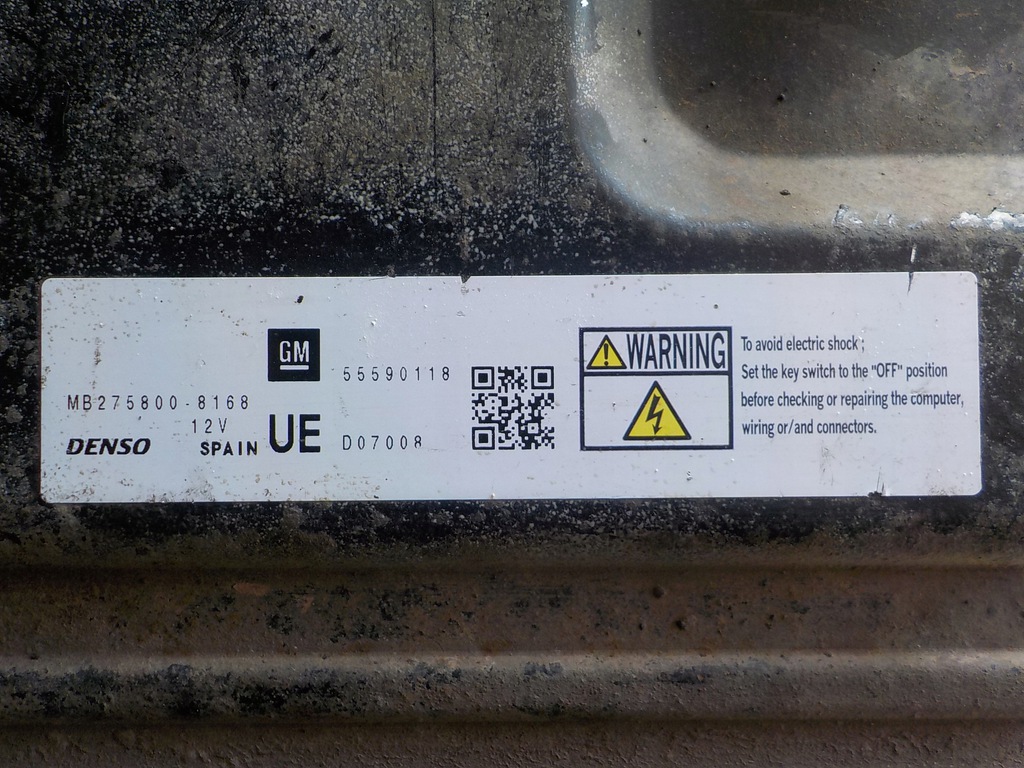 GM
55590118
MB275800-8168
12V
DENSO SPAIN UE D07008
WARNING
To avoid electric shock;
Set the key switch to the "OFF" position
before checking or repairing the computer,
wiring or/and connectors.